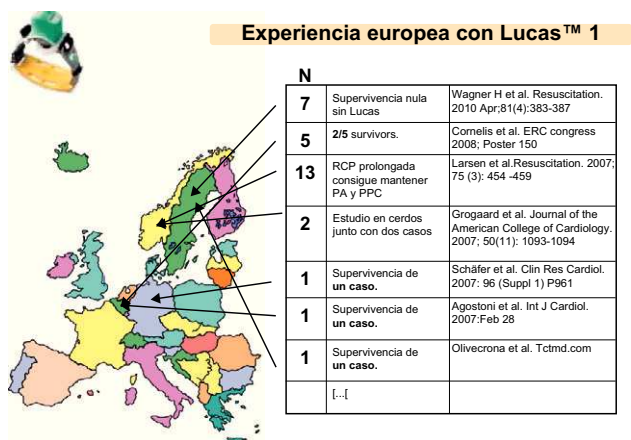 Experiencia europea con Lucas™ 1
N
7
Supervivencia nula
sin Lucas
Wagner H et al. Resuscitation.
2010 Apr;81(4):383-387
5
2/5 survivors.
Cornelis et al. ERC congress
2008; Poster 150
13
RCP prolongada
consigue mantener
PA y PPC
Larsen et al.Resuscitation. 2007;
75 (3): 454 -459
2
Estudio en cerdos
junto con dos casos
Grogaard et al. Journal of the
American College of Cardiology.
2007; 50(11): 1093-1094
1
Supervivencia de
un caso.
Schäfer et al. Clin Res Cardiol.
2007: 96 (Suppl 1) P961
1
Supervivencia de
un caso.
Agostoni et al. Int J Cardiol.
2007:Feb 28
1
Supervivencia de
un caso.
Olivecrona et al. Tctmd.com
[...[